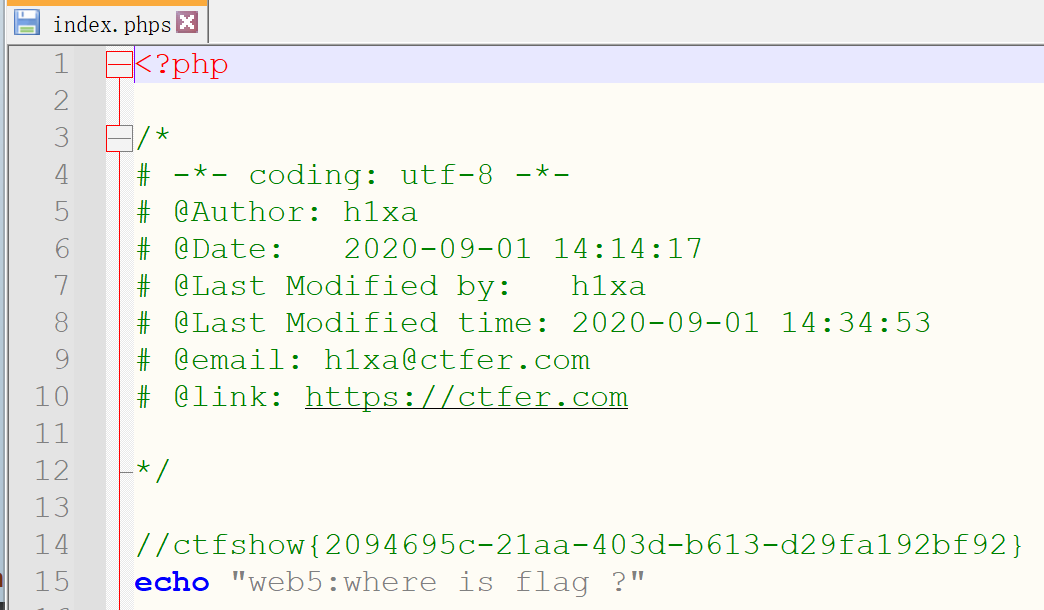 index.phps
1 <?php
2
3 /*
4 # -*- coding: utf-8 -*-
5 # @Author: h1xa
6 # @Date:   2020-09-01 14:14:17
7 # @Last Modified by:   h1xa
8 # @Last Modified time: 2020-09-01 14:34:53
9 # @email: h1xa@ctfer.com
10 # @link: https://ctfer.com
11
12 */
13
14 //ctfshow{2094695c-21aa-403d-b613-d29fa192bf92}
15 echo "web5:where is flag ?"